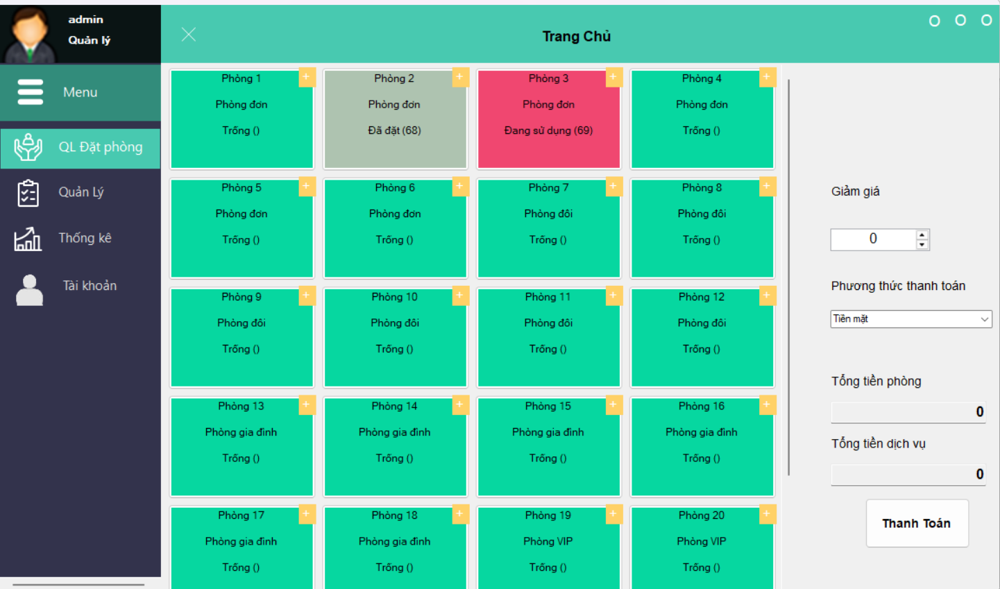 admin
Quản lý
Trang Chủ
Menu
QL Đặt phòng
Quản Lý
Thống kê
Tài khoản
Phòng 1
Phòng đơn
Trống ()
+
Phòng 2
Phòng đơn
Đã đặt (68)
+
Phòng 3
Phòng đơn
Đang sử dụng (69)
+
Phòng 4
Phòng đơn
Trống ()
+
Phòng 5
Phòng đơn
Trống ()
+
Phòng 6
Phòng đơn
Trống ()
+
Phòng 7
Phòng đôi
Trống ()
+
Phòng 8
Phòng đôi
Trống ()
+
Phòng 9
Phòng đôi
Trống ()
+
Phòng 10
Phòng đôi
Trống ()
+
Phòng 11
Phòng đôi
Trống ()
+
Phòng 12
Phòng đôi
Trống ()
+
Phòng 13
Phòng gia đình
Trống ()
+
Phòng 14
Phòng gia đình
Trống ()
+
Phòng 15
Phòng gia đình
Trống ()
+
Phòng 16
Phòng gia đình
Trống ()
+
Phòng 17
Phòng gia đình
Trống ()
+
Phòng 18
Phòng gia đình
Trống ()
+
Phòng 19
Phòng VIP
Trống ()
+
Phòng 20
Phòng VIP
Trống ()
+
Giảm giá
0
Phương thức thanh toán
Tiền mặt
Tổng tiền phòng
0
Tổng tiền dịch vụ
0
Thanh Toán